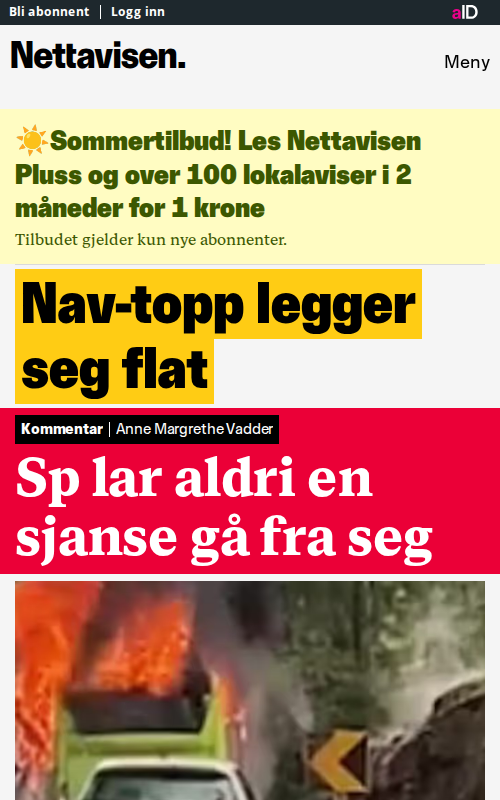 Bli abonnent | Logg inn
aID
Nettavisen.
Meny
☀️Sommertilbud! Les Nettavisen
Pluss og over 100 lokalaviser i 2
måneder for 1 krone
Tilbudet gjelder kun nye abonnenter.
Nav-topp legger
seg flat
Kommentar | Anne Margrethe Vadder
Sp lar aldri en
sjanse gå fra seg